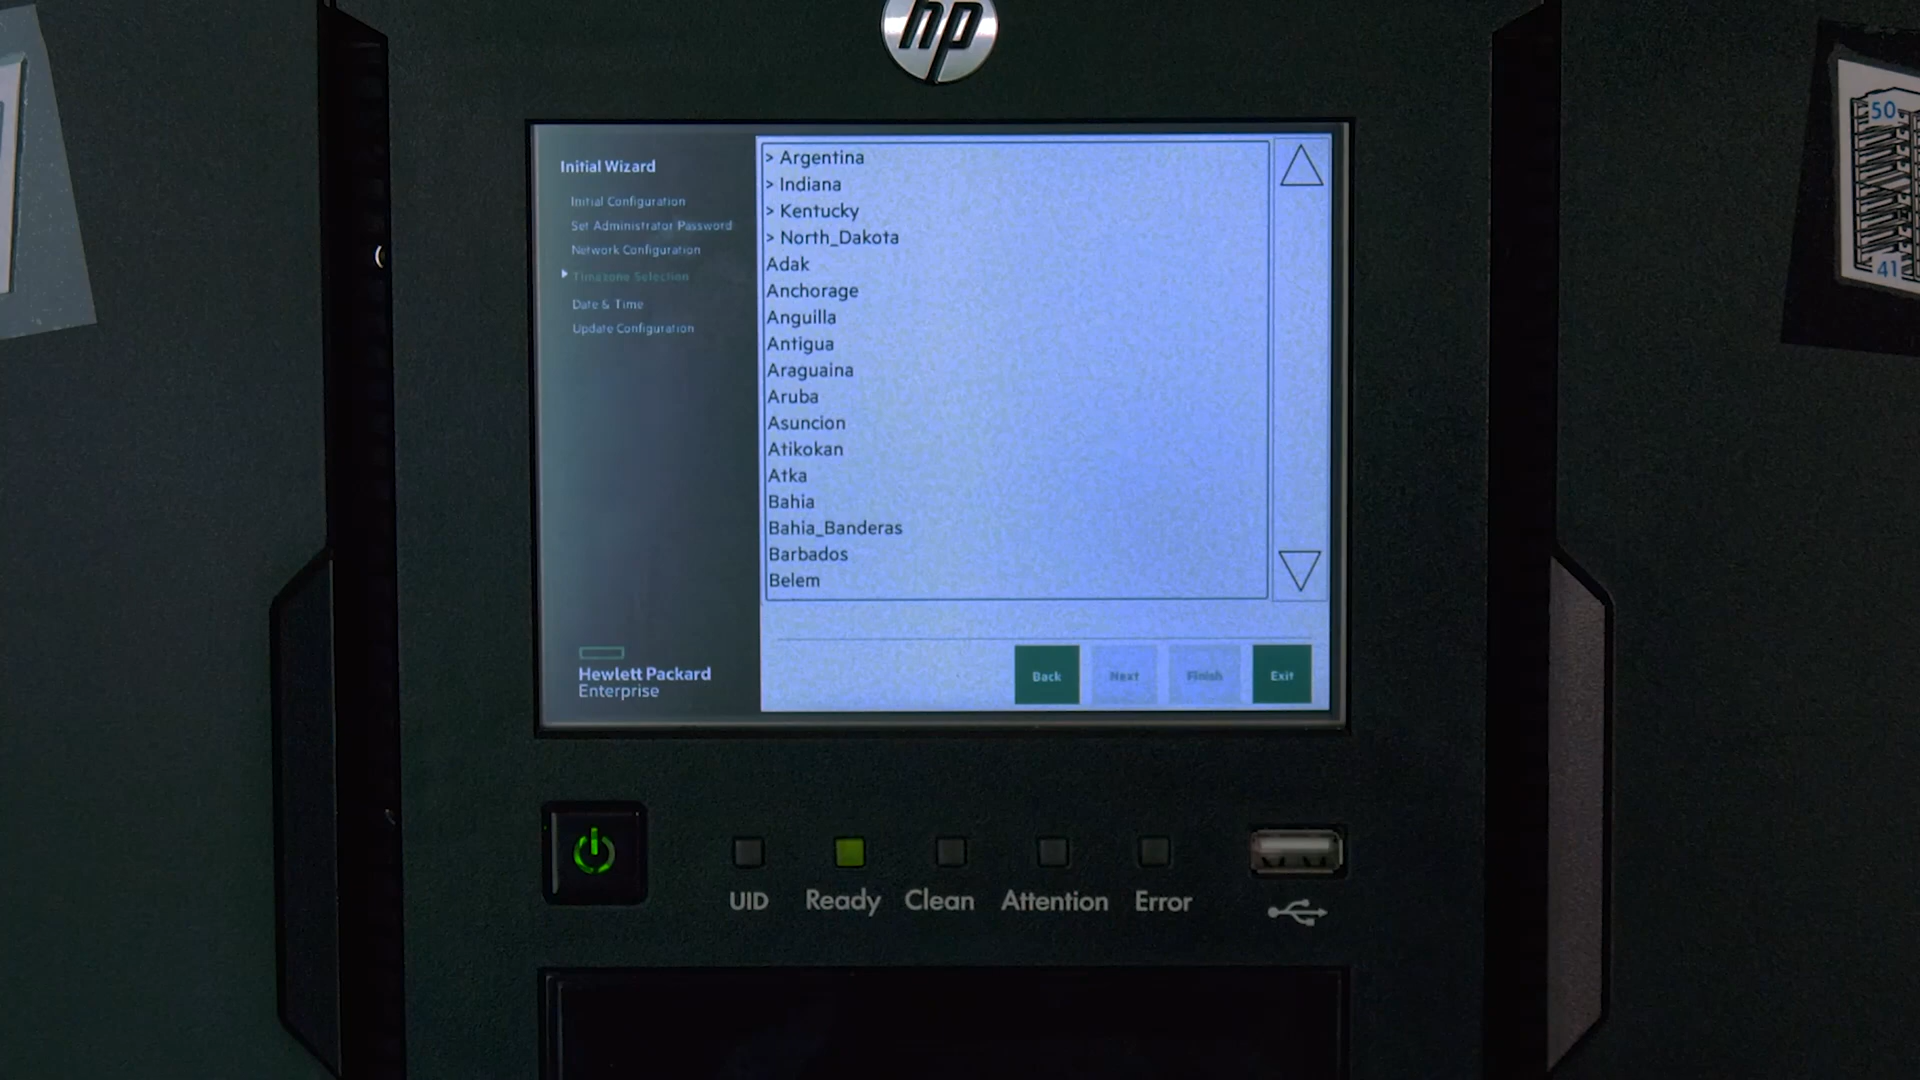 hp
50
41
Initial Wizard
Initial Configuration
Set Administrator Password
Network Configuration
Timezone Selection
Date & Time
Update Configuration
Hewlett Packard
Enterprise
> Argentina
> Indiana
> Kentucky
> North_Dakota
Adak
Anchorage
Anguilla
Antigua
Araguaina
Aruba
Asuncion
Atikokan
Atka
Bahia
Bahia_Banderas
Barbados
Belem
Back Next Finish Exit
UID Ready Clean Attention Error